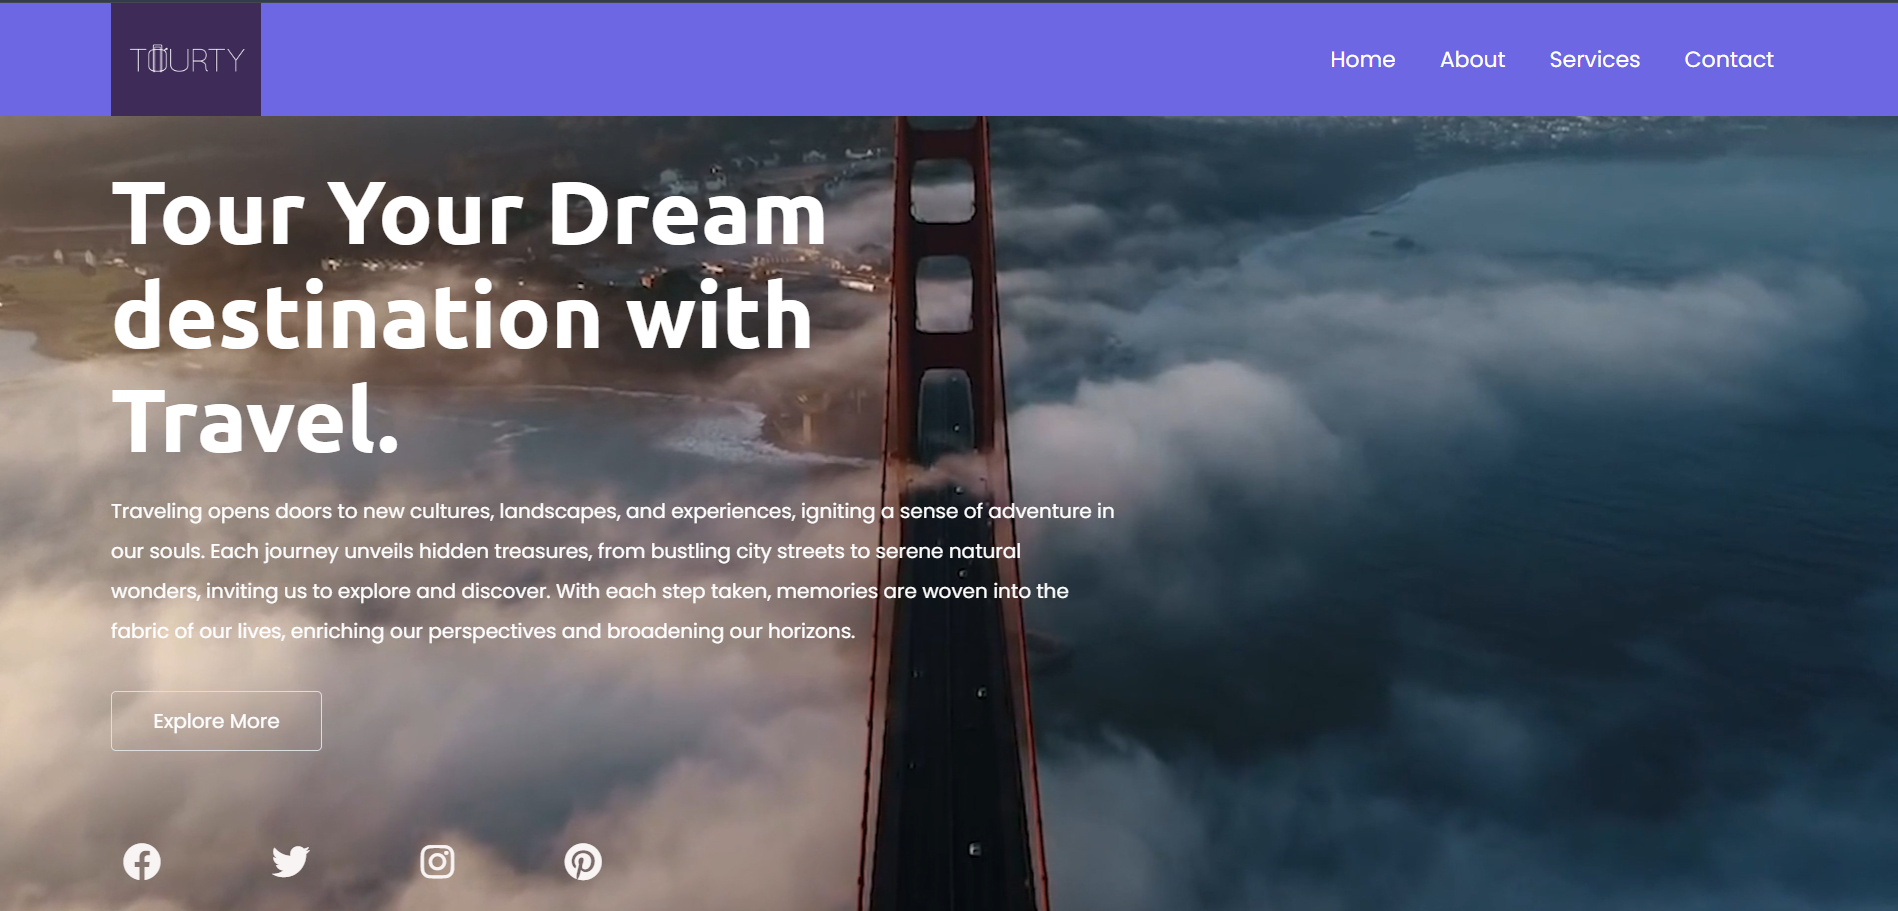 TOURTY
Home About Services Contact
Tour Your Dream
destination with
Travel.
Traveling opens doors to new cultures, landscapes, and experiences, igniting a sense of adventure in
our souls. Each journey unveils hidden treasures, from bustling city streets to serene natural
wonders, inviting us to explore and discover. With each step taken, memories are woven into the
fabric of our lives, enriching our perspectives and broadening our horizons.
Explore More